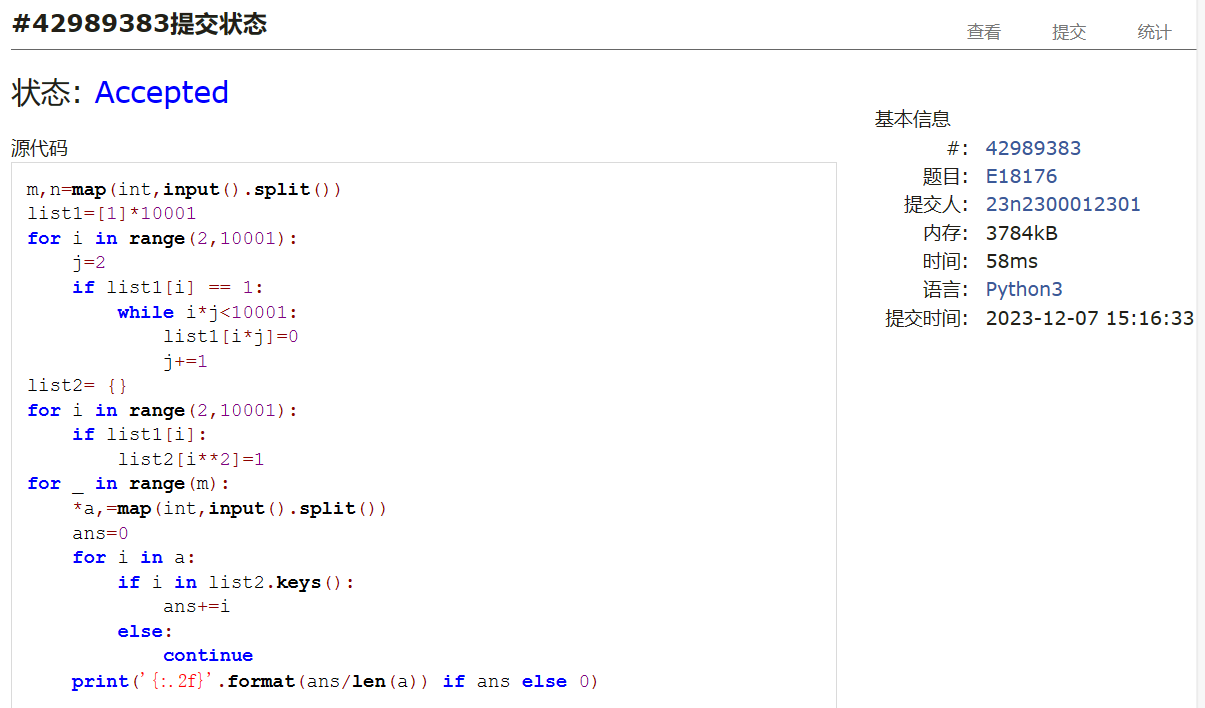 #42989383提交状态
查看 提交 统计
状态: Accepted
基本信息
#: 42989383
题目: E18176
提交人: 23n2300012301
内存: 3784kB
时间: 58ms
语言: Python3
提交时间: 2023-12-07 15:16:33
源代码
m,n=map(int,input().split())
list1=[1]*10001
for i in range(2,10001):
    j=2
    if list1[i] == 1:
        while i*j<10001:
            list1[i*j]=0
            j+=1
list2= {}
for i in range(2,10001):
    if list1[i]:
        list2[i**2]=1
for _ in range(m):
    *a,=map(int,input().split())
    ans=0
    for i in a:
        if i in list2.keys():
            ans+=i
        else:
            continue
    print('{:.2f}'.format(ans/len(a)) if ans else 0)